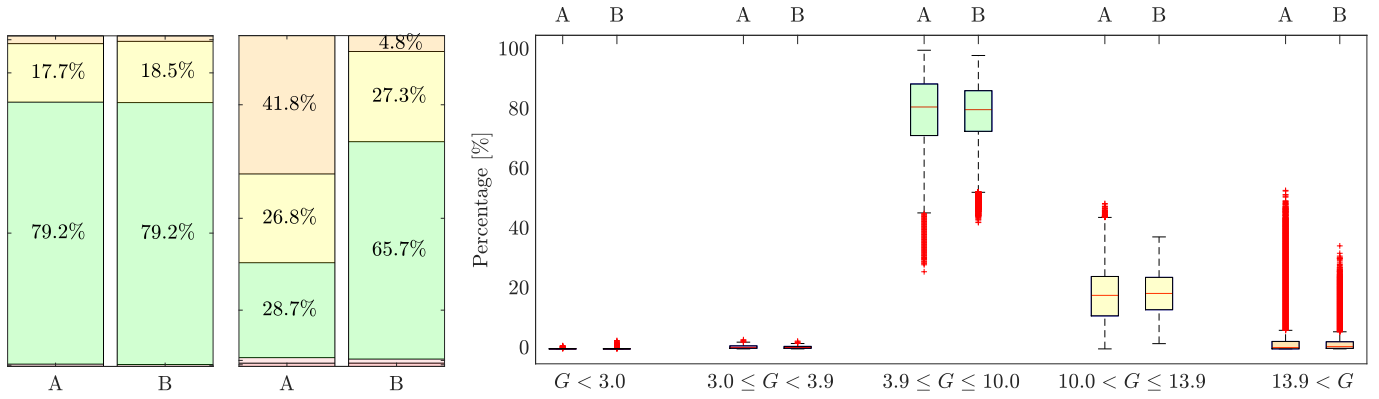 17.7%
18.5%
79.2%
79.2%
A B
41.8%
4.8%
27.3%
26.8%
65.7%
28.7%
A B
A B A B A B A B A B
Percentage [%]
100
80
60
40
20
0
G < 3.0
3.0 ≤ G < 3.9
3.9 ≤ G ≤ 10.0
10.0 < G ≤ 13.9
13.9 < G